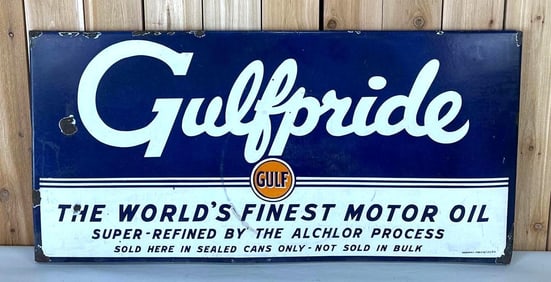 Gulfpride
GULF
THE WORLD'S FINEST MOTOR OIL
SUPER-REFINED BY THE ALCHLOR PROCESS
SOLD HERE IN SEALED CANS ONLY - NOT SOLD IN BULK